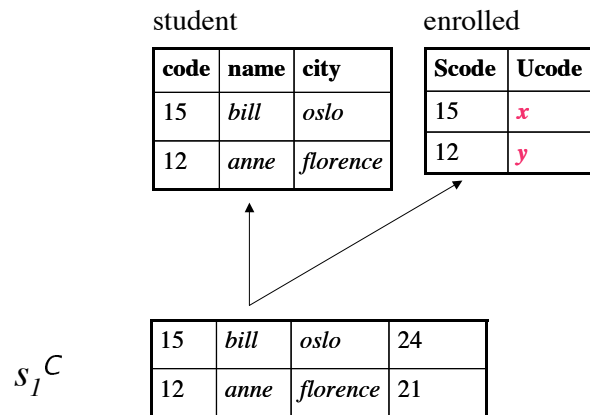 student
enrolled
code name city
15 bill oslo
12 anne florence
Scode Ucode
15 x
12 y
s1C
15 bill oslo 24
12 anne florence 21